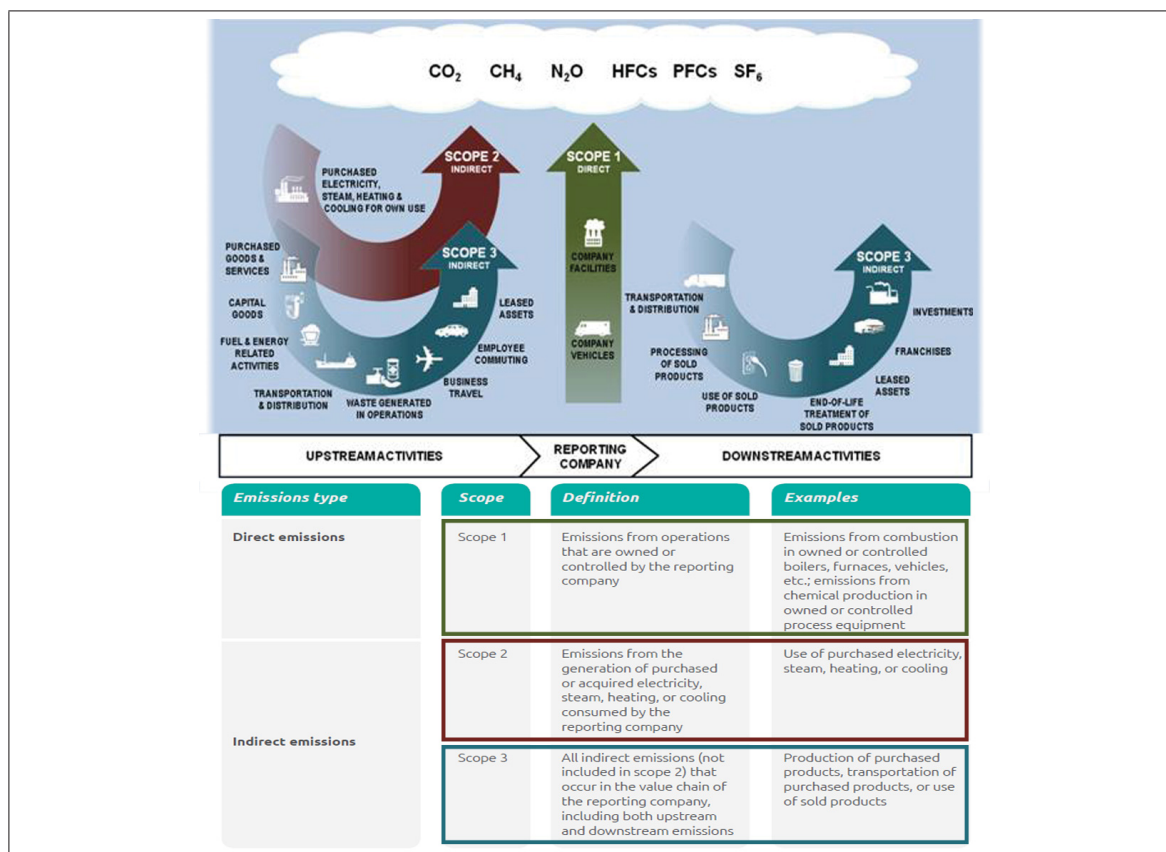 CO₂ CH₄ N₂O HFCs PFCs SF₆
SCOPE 2
INDIRECT
SCOPE 1
DIRECT
PURCHASED
ELECTRICITY,
STEAM, HEATING &
COOLING FOR OWN USE
PURCHASED
GOODS &
SERVICES
CAPITAL
GOODS
FUEL & ENERGY
RELATED
ACTIVITIES
TRANSPORTATION
& DISTRIBUTION
WASTE GENERATED
IN OPERATIONS
BUSINESS
TRAVEL
EMPLOYEE
COMMUTING
LEASED
ASSETS
SCOPE 3
INDIRECT
COMPANY
FACILITIES
COMPANY
VEHICLES
SCOPE 3
INDIRECT
TRANSPORTATION
& DISTRIBUTION
PROCESSING
OF SOLD
PRODUCTS
USE OF SOLD
PRODUCTS
END-OF-LIFE
TREATMENT OF
SOLD PRODUCTS
LEASED
ASSETS
FRANCHISES
INVESTMENTS
UPSTREAM ACTIVITIES
REPORTING
COMPANY
DOWNSTREAM ACTIVITIES
Emissions type
Scope
Definition
Examples
Direct emissions
Scope 1
Emissions from operations
that are owned or
controlled by the reporting
company
Emissions from combustion
in owned or controlled
boilers, furnaces, vehicles,
etc.; emissions from
chemical production in
owned or controlled
process equipment
Indirect emissions
Scope 2
Emissions from the
generation of purchased
or acquired electricity,
steam, heating, or cooling
consumed by the
reporting company
Use of purchased electricity,
steam, heating, or cooling
Scope 3
All indirect emissions (not
included in scope 2) that
occur in the value chain of
the reporting company,
including both upstream
and downstream emissions
Production of purchased
products, transportation of
purchased products, or use
of sold products